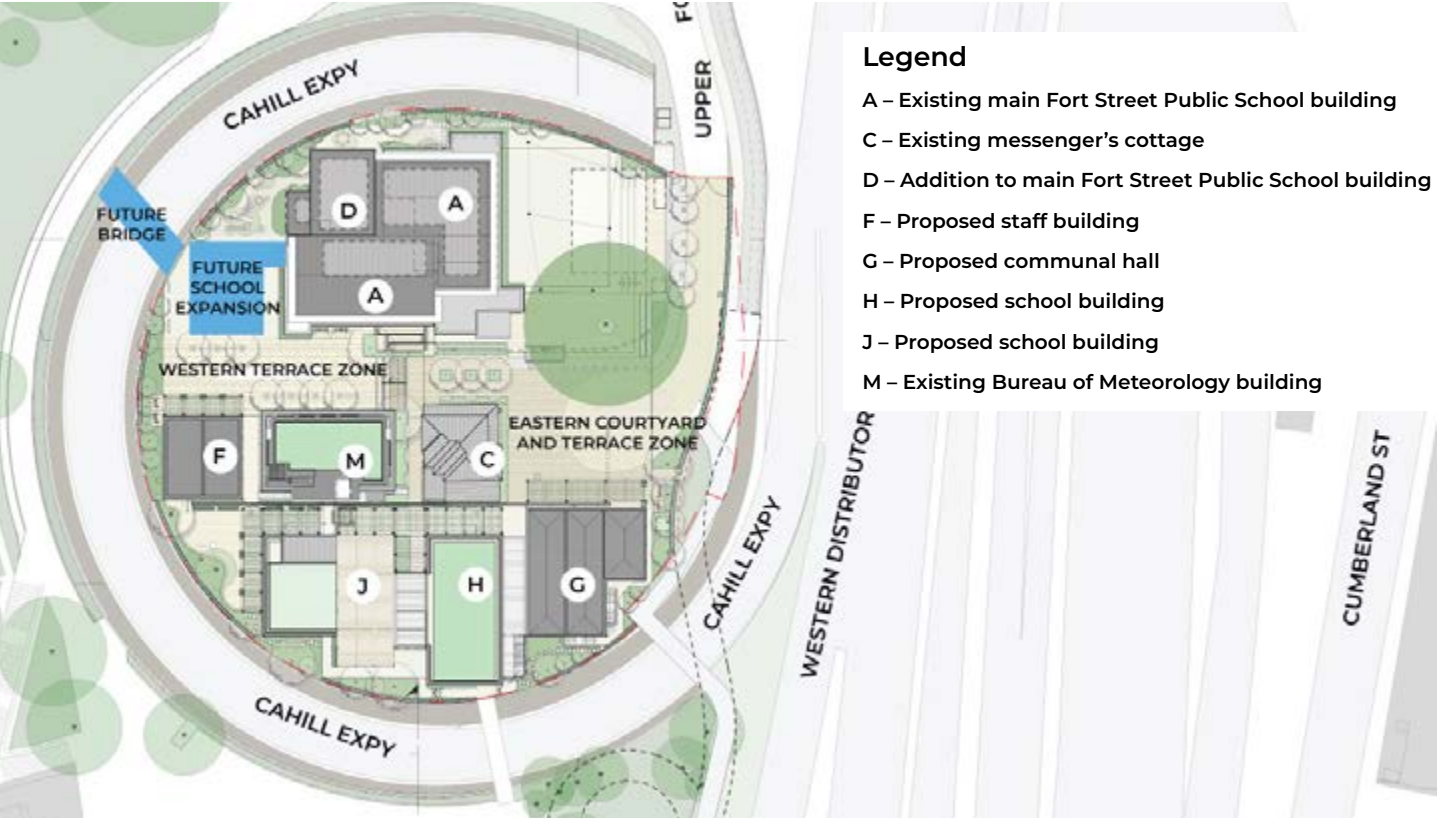 FO
UPPER
CAHILL EXPY
FUTURE
BRIDGE
FUTURE
SCHOOL
EXPANSION
D
A
A
WESTERN TERRACE ZONE
EASTERN COURTYARD
AND TERRACE ZONE
F
M
C
J
H
G
CAHILL EXPY
CAHILL EXPY
WESTERN DISTRIBUTOR
CUMBERLAND ST
Legend
A – Existing main Fort Street Public School building
C – Existing messenger’s cottage
D – Addition to main Fort Street Public School building
F – Proposed staff building
G – Proposed communal hall
H – Proposed school building
J – Proposed school building
M – Existing Bureau of Meteorology building